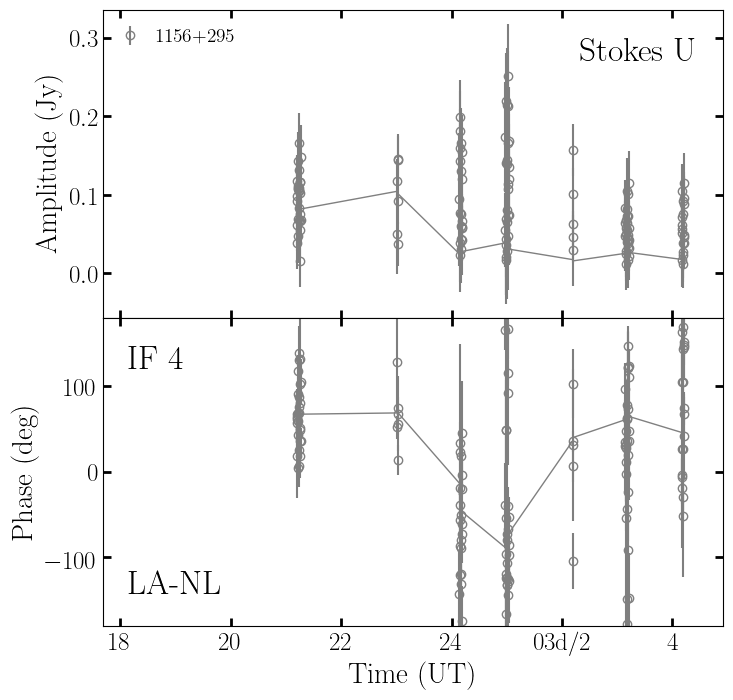 1156+295
Stokes U
0.3
0.2
0.1
0.0
Amplitude (Jy)
IF 4
100
0
−100
Phase (deg)
LA-NL
18 20 22 24 03d/2 4
Time (UT)